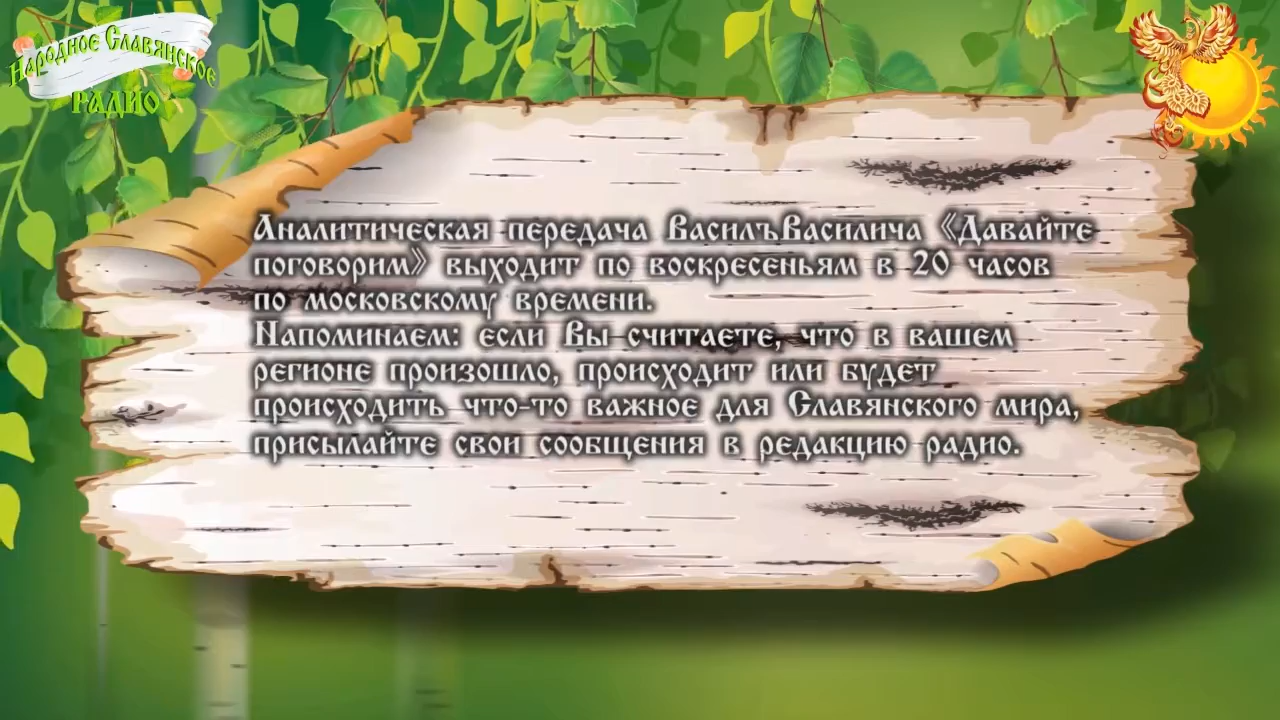 Народное Славянское
РАДИО
Аналитическая передача ВасилъВасилича «Давайте
поговорим» выходит по воскресеньям в 20 часов
по московскому времени.
Напоминаем: если Вы считаете, что в вашем
регионе произошло, происходит или будет
происходить что-то важное для Славянского мира,
присылайте свои сообщения в редакцию радио.